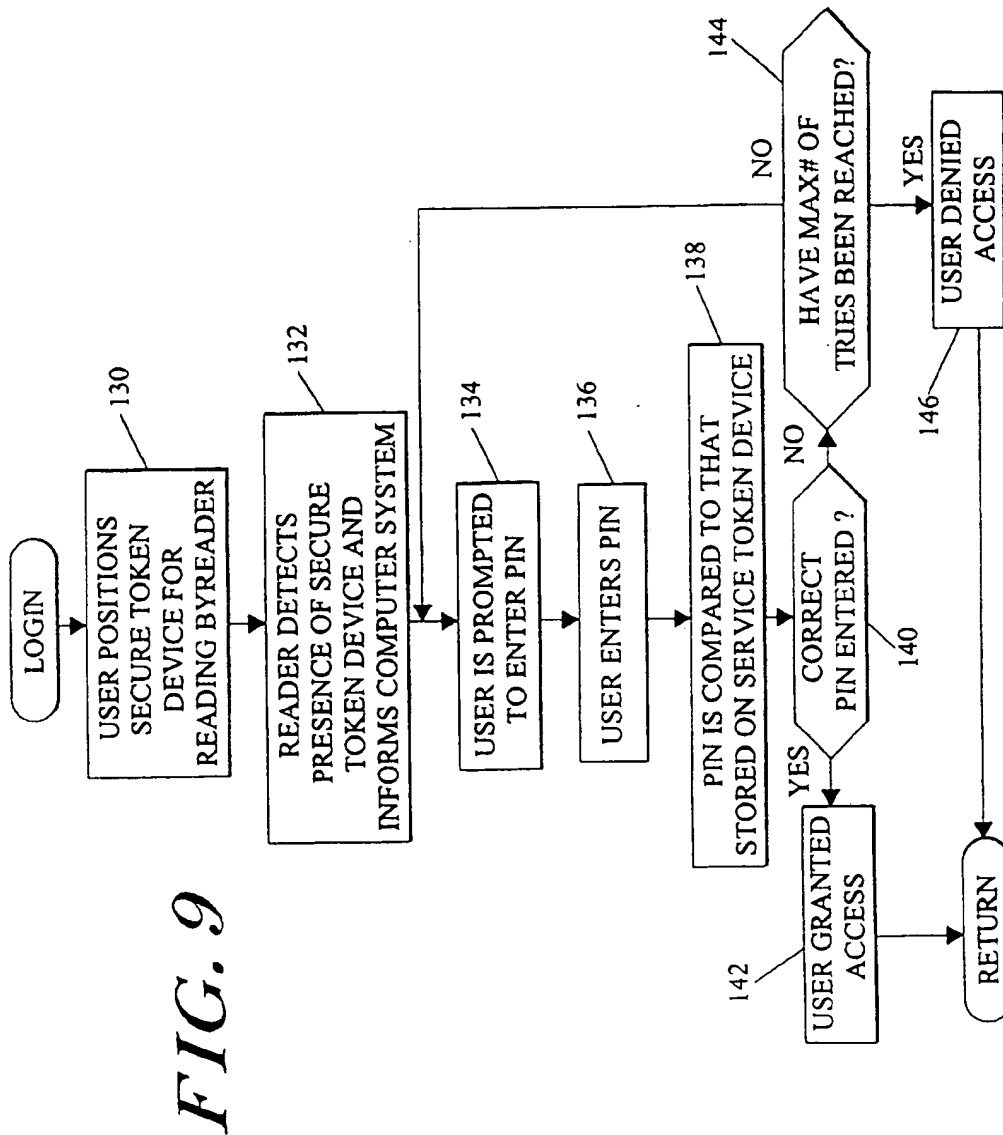 FIG. 9
LOGIN
130
USER POSITIONS
SECURE TOKEN
DEVICE FOR
READING BYREADER
132
READER DETECTS
PRESENCE OF SECURE
TOKEN DEVICE AND
INFORMS COMPUTER SYSTEM
134
USER IS PROMPTED
TO ENTER PIN
136
USER ENTERS PIN
138
PIN IS COMPARED TO THAT
STORED ON SERVICE TOKEN DEVICE
CORRECT
PIN ENTERED ?
140
YES
NO
142
USER GRANTED
ACCESS
144
HAVE MAX# OF
TRIES BEEN REACHED?
NO
YES
146
USER DENIED
ACCESS
RETURN